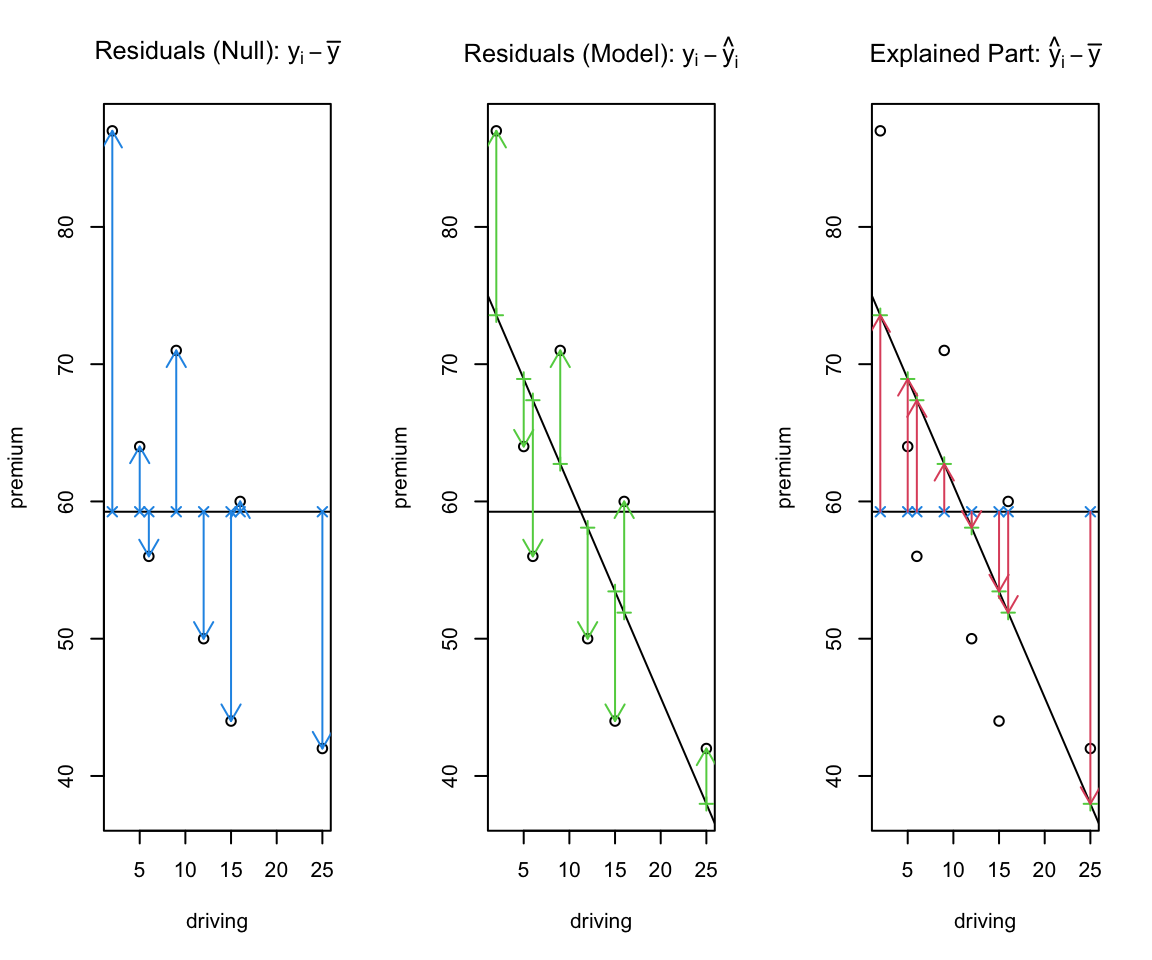 Residuals (Null): yᵢ – y̅
Residuals (Model): yᵢ – ŷᵢ
Explained Part: ŷᵢ – y̅
premium
40 50 60 70 80
5 10 15 20 25
driving
premium
40 50 60 70 80
5 10 15 20 25
driving
premium
40 50 60 70 80
5 10 15 20 25
driving